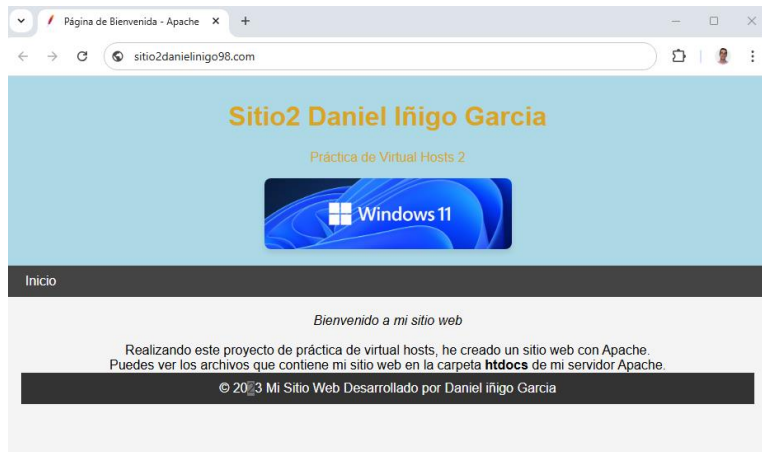 Página de Bienvenida - Apache
sitio2danielinigo98.com
Sitio2 Daniel Iñigo Garcia
Práctica de Virtual Hosts 2
Windows 11
Inicio
Bienvenido a mi sitio web
Realizando este proyecto de práctica de virtual hosts, he creado un sitio web con Apache.
Puedes ver los archivos que contiene mi sitio web en la carpeta htdocs de mi servidor Apache.
© 2023 Mi Sitio Web Desarrollado por Daniel iñigo Garcia